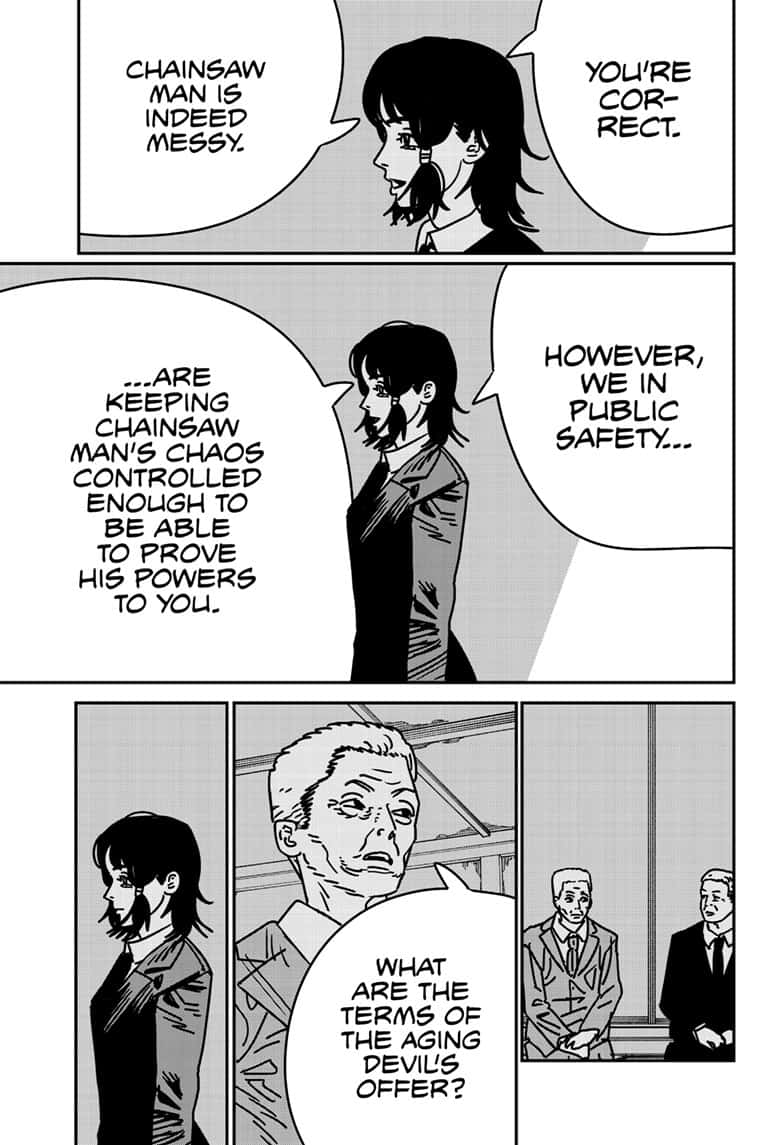 YOU'RE
COR-
RECT.
CHAINSAW
MAN IS
INDEED
MESSY.
HOWEVER,
WE IN
PUBLIC
SAFETY...
...ARE
KEEPING
CHAINSAW
MAN'S CHAOS
CONTROLLED
ENOUGH TO
BE ABLE
TO PROVE
HIS POWERS
TO YOU.
WHAT
ARE THE
TERMS OF
THE AGING
DEVIL'S
OFFER?